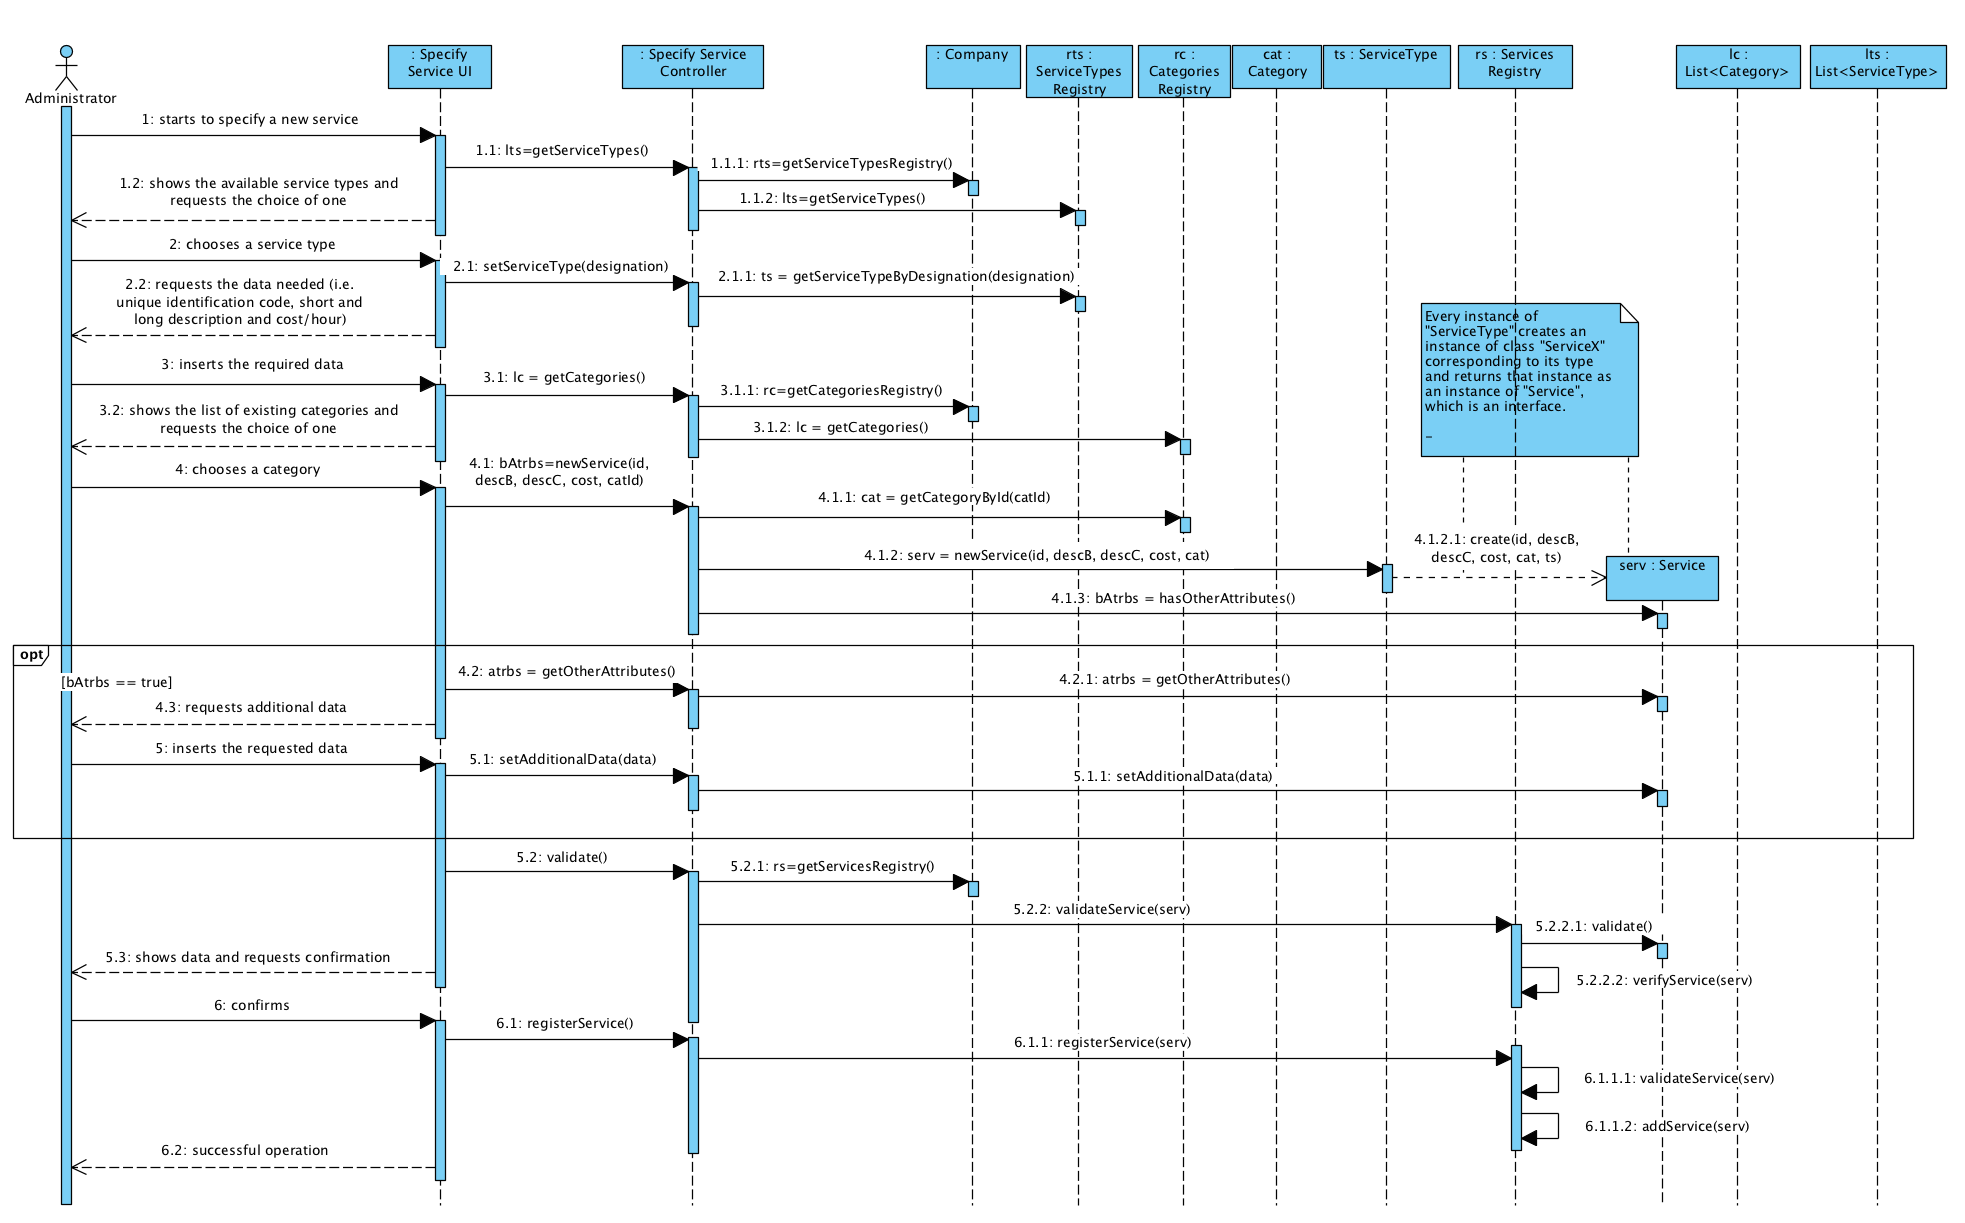 Administrator
: Specify
Service UI
: Specify Service
Controller
: Company
rts :
ServiceTypes
Registry
rc :
Categories
Registry
cat :
Category
ts : ServiceType
rs : Services
Registry
lc :
List<Category>
lts :
List<ServiceType>
1: starts to specify a new service
1.1: lts=getServiceTypes()
1.1.1: rts=getServiceTypesRegistry()
1.1.2: lts=getServiceTypes()
1.2: shows the available service types and
requests the choice of one
2: chooses a service type
2.1: setServiceType(designation)
2.1.1: ts = getServiceTypeByDesignation(designation)
2.2: requests the data needed (i.e.
unique identification code, short and
long description and cost/hour)
Every instance of
"ServiceType" creates an
instance of class "ServiceX"
corresponding to its type
and returns that instance as
an instance of "Service",
which is an interface.
_
3: inserts the required data
3.1: lc = getCategories()
3.1.1: rc=getCategoriesRegistry()
3.1.2: lc = getCategories()
3.2: shows the list of existing categories and
requests the choice of one
4: chooses a category
4.1: bAtrbs=newService(id,
descB, descC, cost, catId)
4.1.1: cat = getCategoryById(catId)
4.1.2: serv = newService(id, descB, descC, cost, cat)
4.1.2.1: create(id, descB,
descC, cost, cat, ts)
serv : Service
4.1.3: bAtrbs = hasOtherAttributes()
opt
[bAtrbs == true]
4.2: atrbs = getOtherAttributes()
4.2.1: atrbs = getOtherAttributes()
4.3: requests additional data
5: inserts the requested data
5.1: setAdditionalData(data)
5.1.1: setAdditionalData(data)
5.2: validate()
5.2.1: rs=getServicesRegistry()
5.2.2: validateService(serv)
5.2.2.1: validate()
5.2.2.2: verifyService(serv)
5.3: shows data and requests confirmation
6: confirms
6.1: registerService()
6.1.1: registerService(serv)
6.1.1.1: validateService(serv)
6.1.1.2: addService(serv)
6.2: successful operation